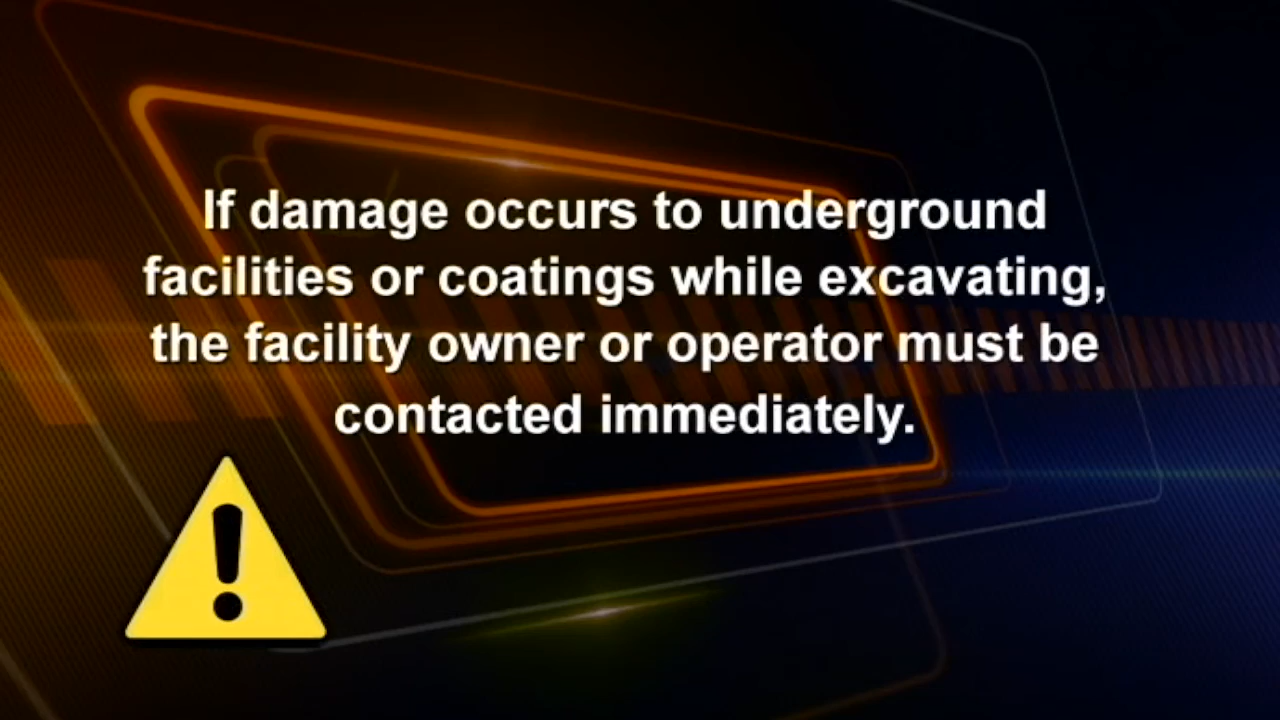 If damage occurs to underground
facilities or coatings while excavating,
the facility owner or operator must be
contacted immediately.